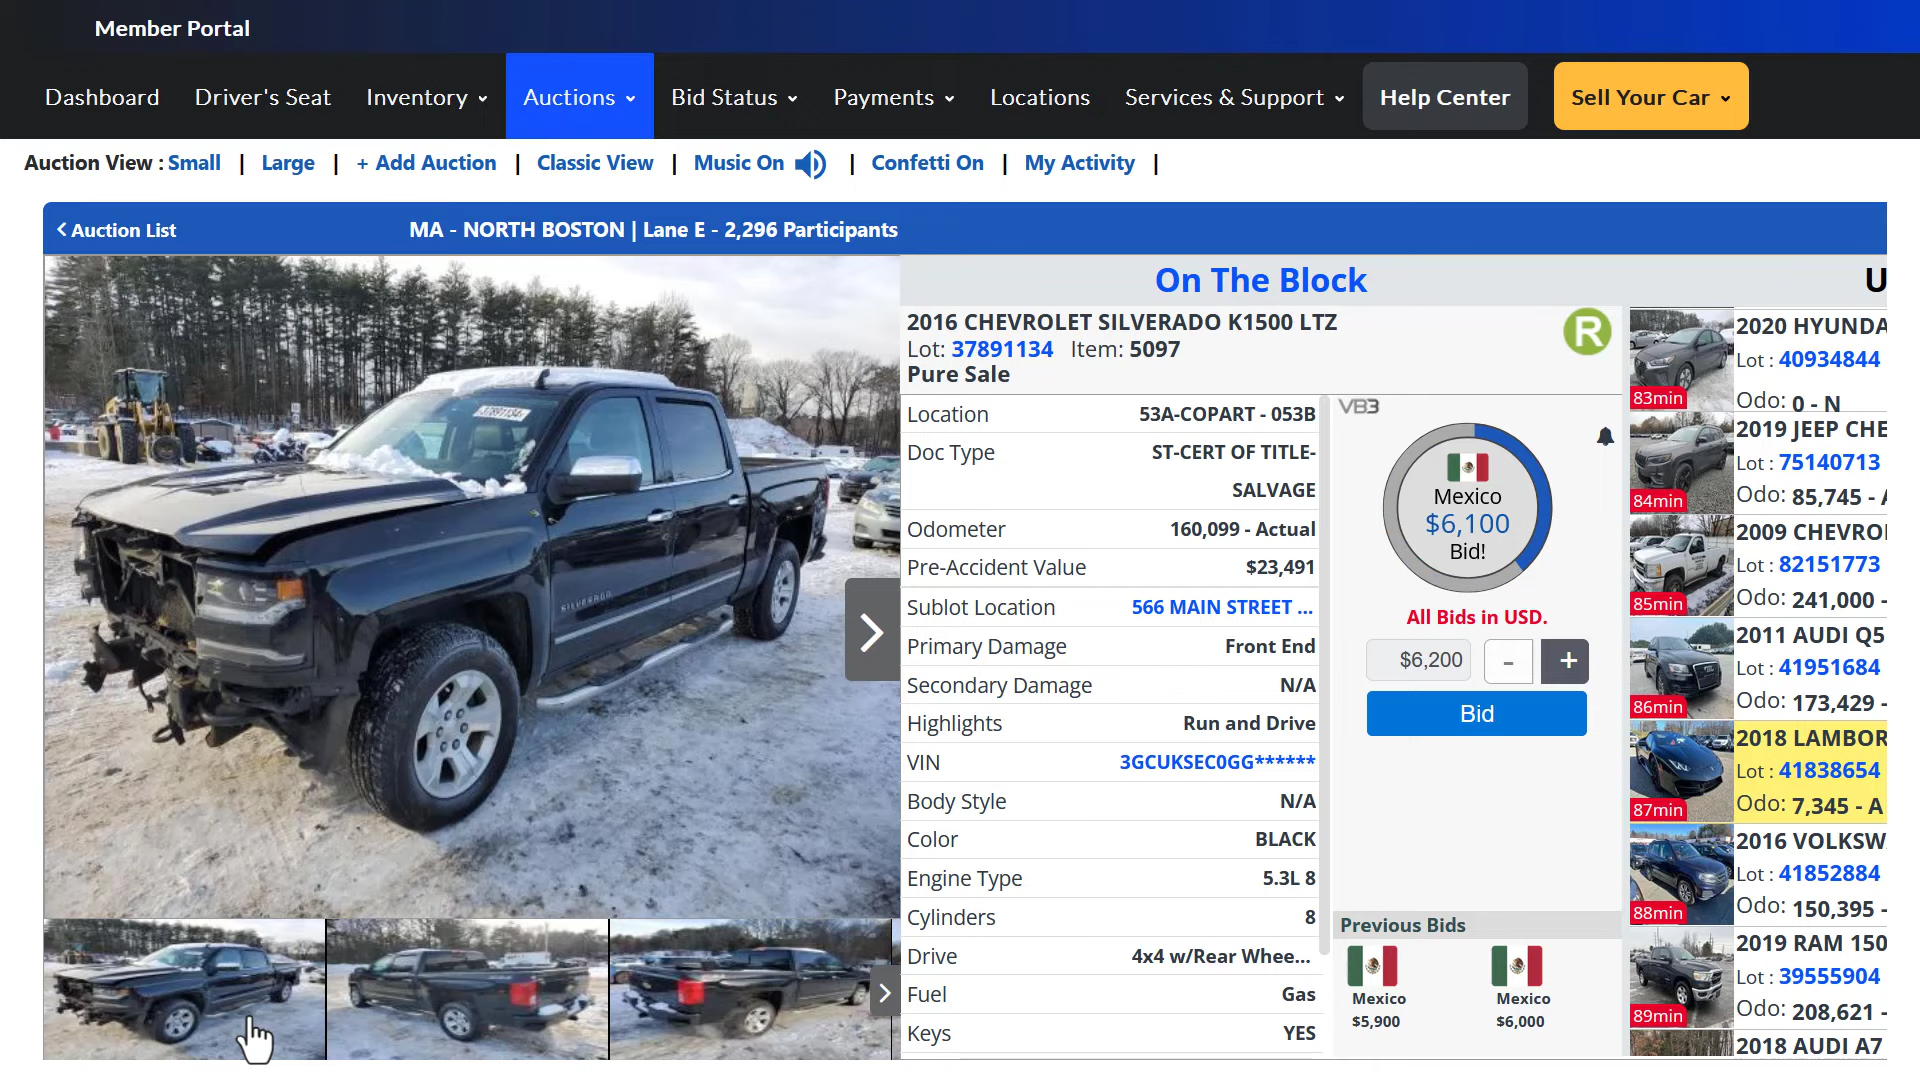 Member Portal
Dashboard
Driver's Seat
Inventory
Auctions
Bid Status
Payments
Locations
Services & Support
Help Center
Sell Your Car
Auction View : Small | Large | + Add Auction | Classic View | Music On | Confetti On | My Activity |
Auction List
MA - NORTH BOSTON | Lane E - 2,296 Participants
37891134
SILVERADO
On The Block
2016 CHEVROLET SILVERADO K1500 LTZ
Lot: 37891134 Item: 5097
Pure Sale
R
Location 53A-COPART - 053B
Doc Type ST-CERT OF TITLE-
SALVAGE
Odometer 160,099 - Actual
Pre-Accident Value $23,491
Sublot Location 566 MAIN STREET ...
Primary Damage Front End
Secondary Damage N/A
Highlights Run and Drive
VIN 3GCUKSEC0GG******
Body Style N/A
Color BLACK
Engine Type 5.3L 8
Cylinders 8
Drive 4x4 w/Rear Whee...
Fuel Gas
Keys YES
VB3
Mexico
$6,100
Bid!
All Bids in USD.
$6,200
-
+
Bid
Previous Bids
Mexico
$5,900
Mexico
$6,000
U
2020 HYUNDA
Lot : 40934844
Odo: 0 - N
83min
2019 JEEP CHE
Lot : 75140713
Odo: 85,745 - A
84min
2009 CHEVROL
Lot : 82151773
Odo: 241,000 -
85min
2011 AUDI Q5
Lot : 41951684
Odo: 173,429 -
86min
2018 LAMBOR
Lot : 41838654
Odo: 7,345 - A
87min
2016 VOLKSW
Lot : 41852884
Odo: 150,395 -
88min
2019 RAM 150
Lot : 39555904
Odo: 208,621 -
89min
2018 AUDI A7